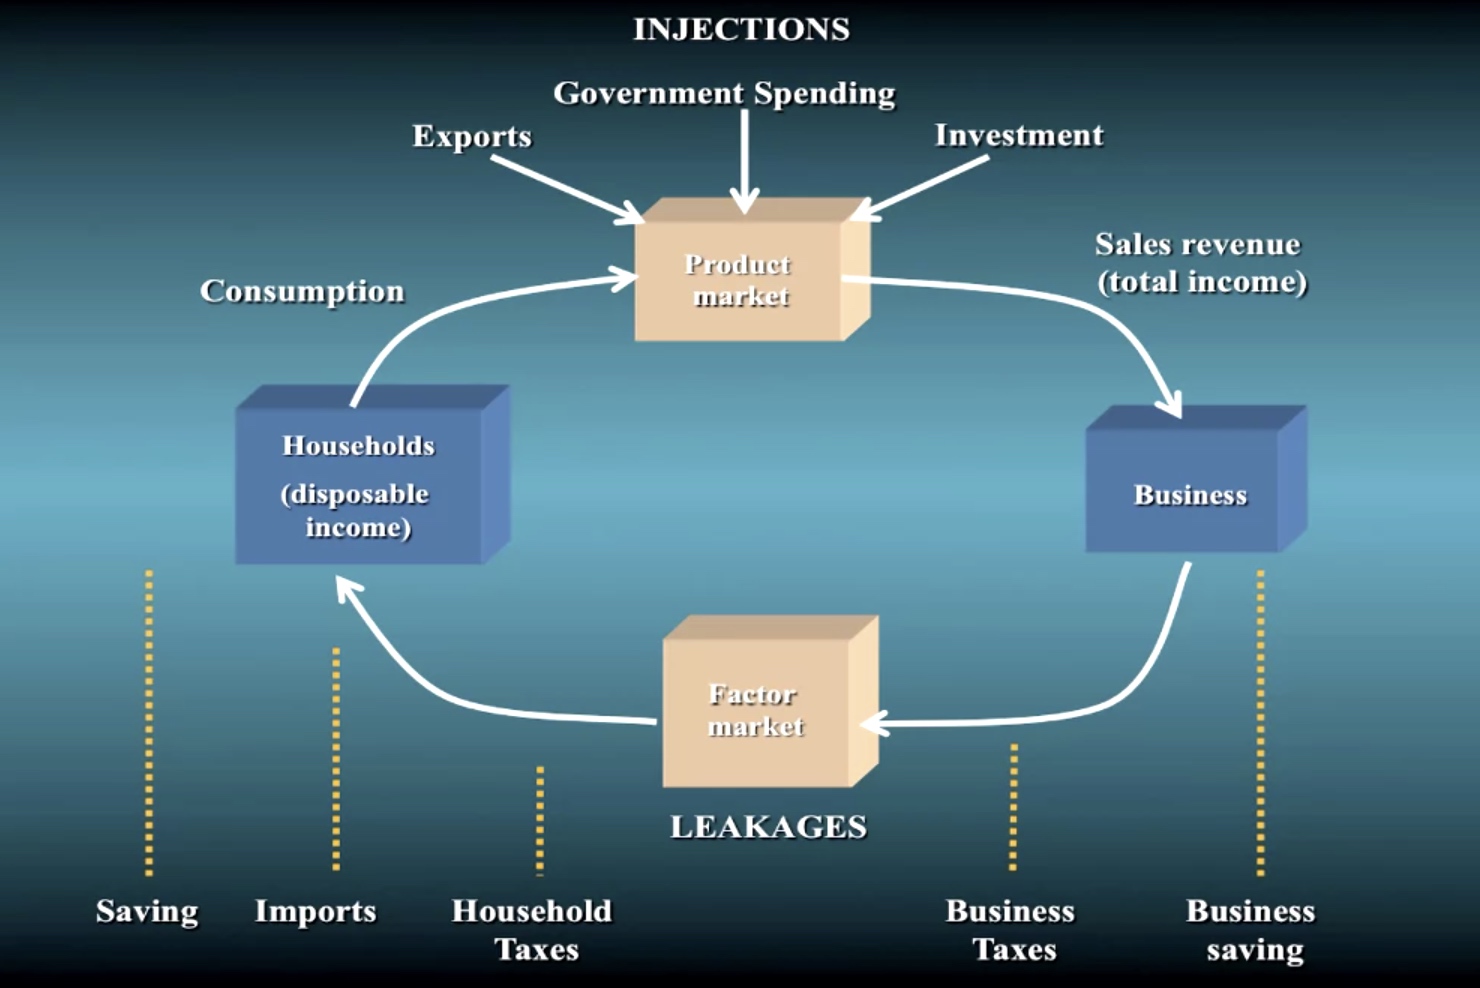 INJECTIONS
Government Spending
Exports
Investment
Sales revenue
(total income)
Product
market
Consumption
Households
(disposable
income)
Business
Factor
market
LEAKAGES
Saving
Imports
Household
Taxes
Business
Taxes
Business
saving